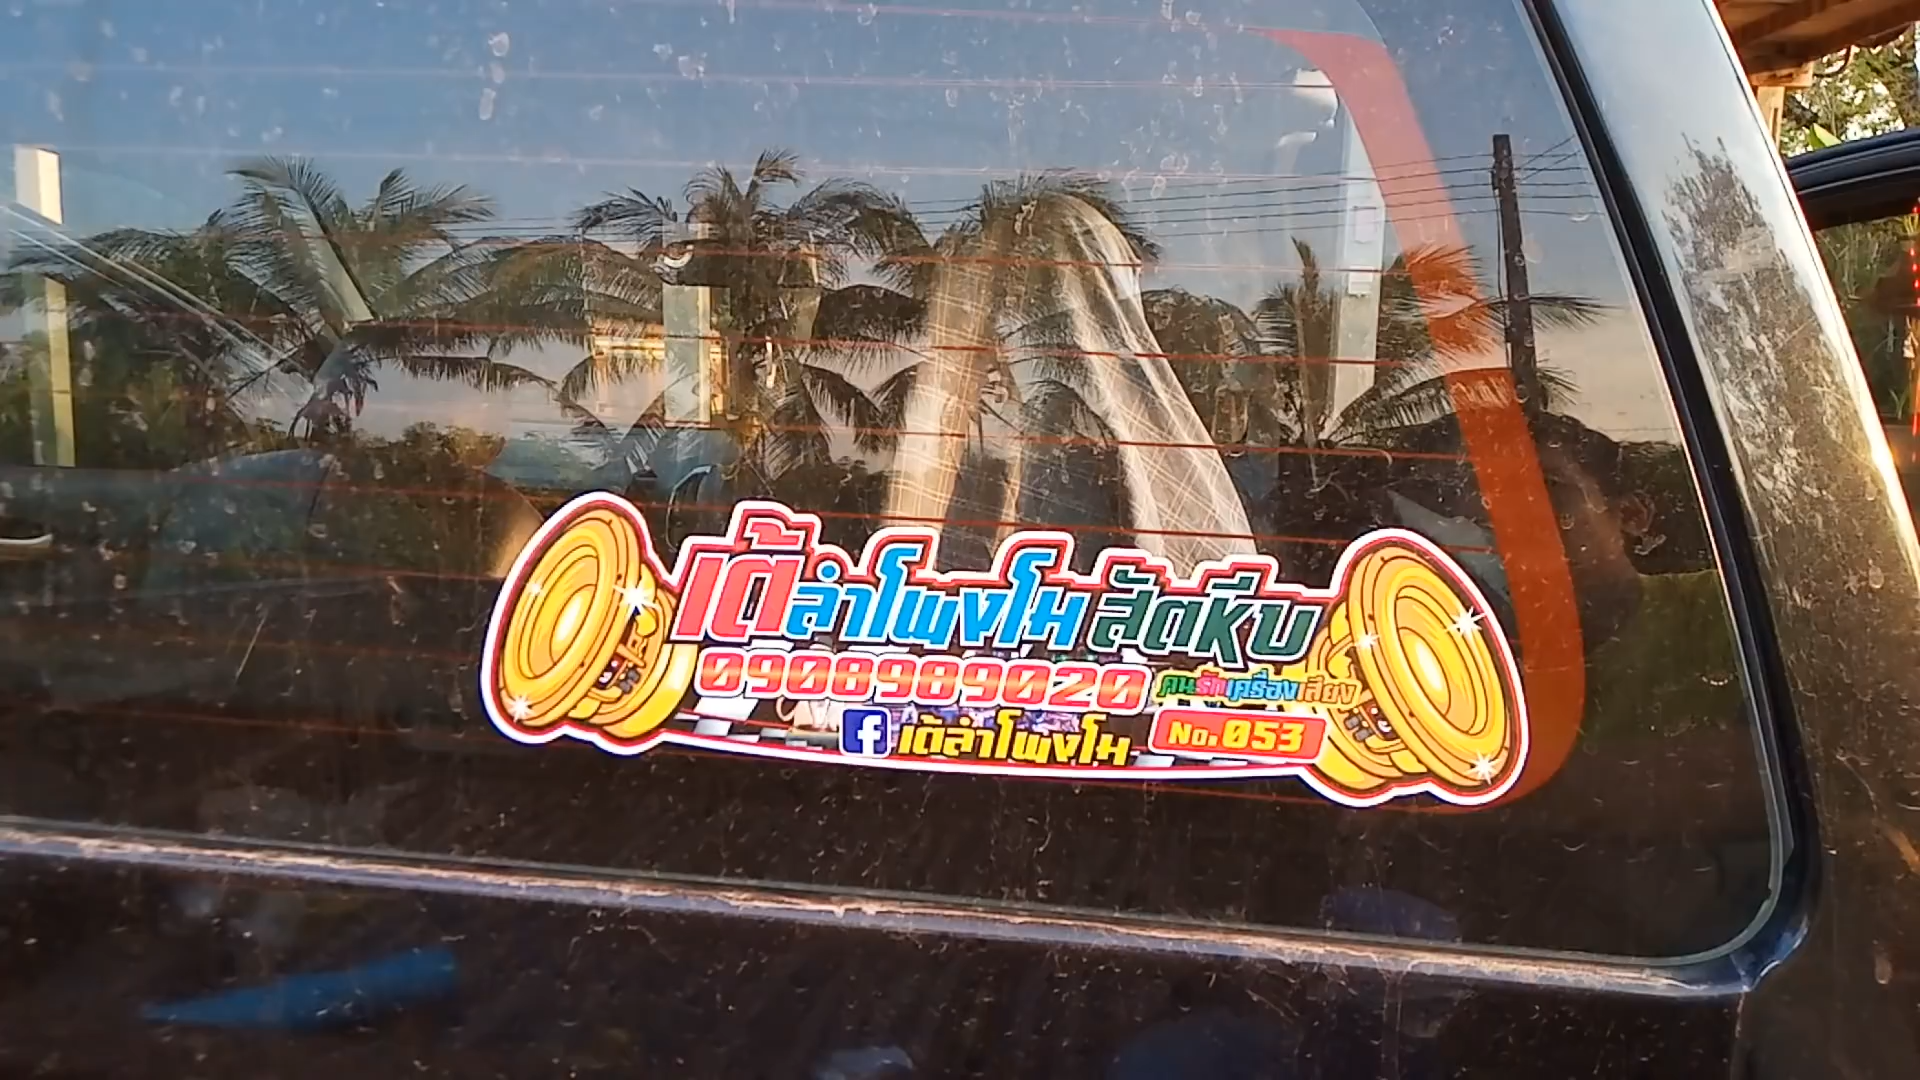 เต้ลำโพงโม สัตหีบ
0908989020 คนรักเครื่องเสียง
เต้ลำโพงโม No.053